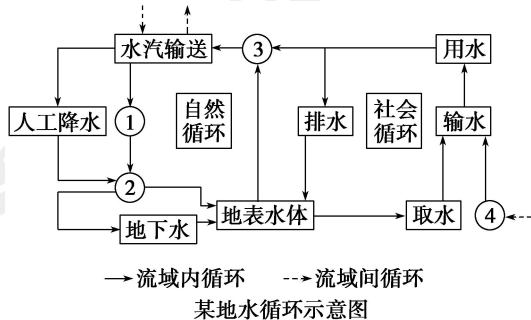 水汽输送
③
用水
人工降水
①
自然
循环
排水
社会
循环
输水
②
地下水
地表水体
取水
④
流域内循环
流域间循环
某地水循环示意图